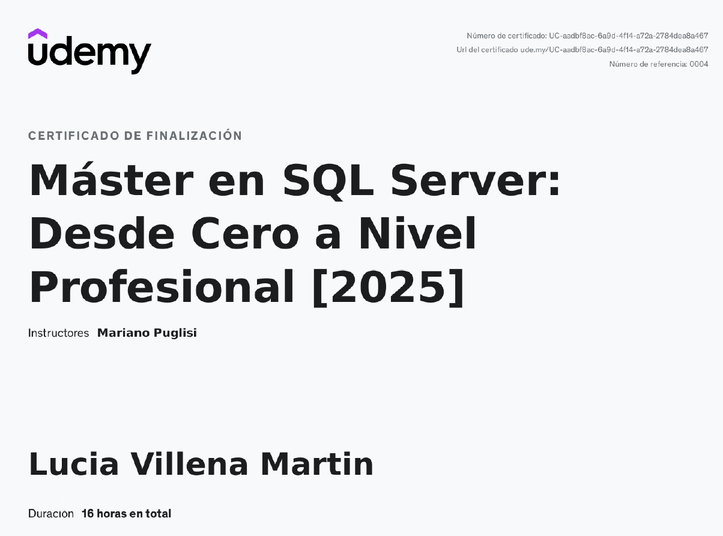 udemy
Número de certificado: UC-aadbf8ac-6a9d-4f14-a72a-2784dea8a467
Url del certificado ude.my/UC-aadbf8ac-6a9d-4f14-a72a-2784dea8a467
Número de referencia: 0004
CERTIFICADO DE FINALIZACIÓN
Máster en SQL Server:
Desde Cero a Nivel
Profesional [2025]
Instructores Mariano Puglisi
Lucia Villena Martin
Duración 16 horas en total